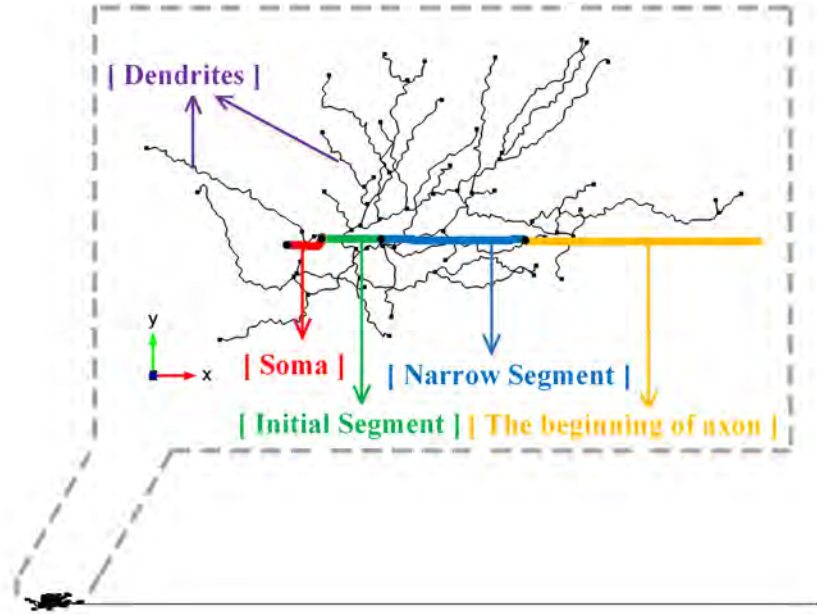 [ Dendrites ]
y
x
[ Soma ]
[ Narrow Segment ]
[ Initial Segment ]
[ The beginning of axon ]